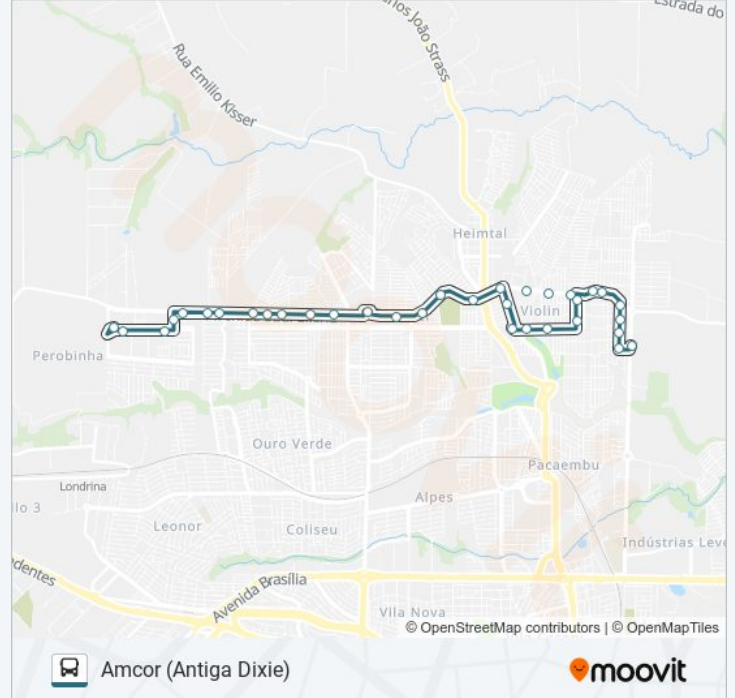 Estrada do
los João Strass
Rua Emilio Kisser
Heimtal
Violin
Perobinha
Ouro Verde
Pacaembu
Londrina
Alpes
llo 3
Leonor
Coliseu
Indústrias Leve
dentes
Avenida Brasília
Vila Nova
© OpenStreetMap contributors | © OpenMapTiles
Amcor (Antiga Dixie)
moovit